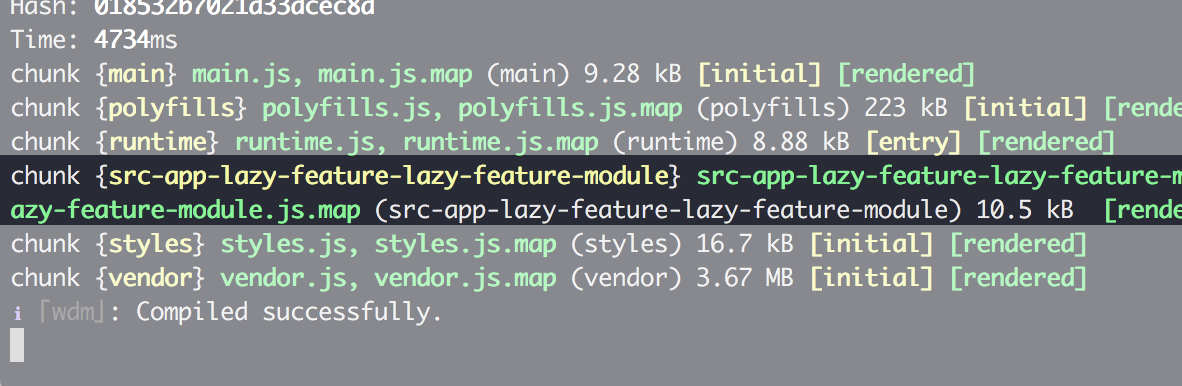 Hash: 018532b7021d33dcec8d
Time: 4734ms
chunk {main} main.js, main.js.map (main) 9.28 kB [initial] [rendered]
chunk {polyfills} polyfills.js, polyfills.js.map (polyfills) 223 kB [initial] [rende
chunk {runtime} runtime.js, runtime.js.map (runtime) 8.88 kB [entry] [rendered]
chunk {src-app-lazy-feature-lazy-feature-module} src-app-lazy-feature-lazy-feature-m
azy-feature-module.js.map (src-app-lazy-feature-lazy-feature-module) 10.5 kB  [rende
chunk {styles} styles.js, styles.js.map (styles) 16.7 kB [initial] [rendered]
chunk {vendor} vendor.js, vendor.js.map (vendor) 3.67 MB [initial] [rendered]
ℹ ｢wdm｣: Compiled successfully.